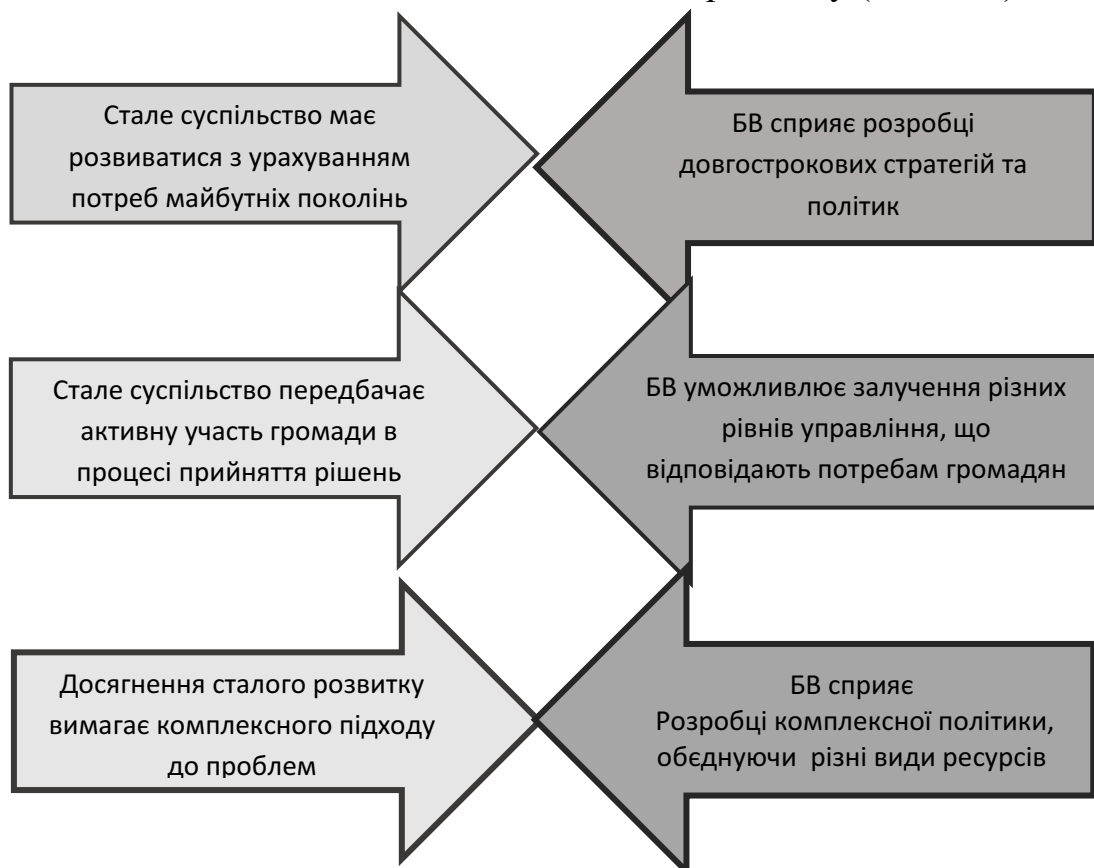 Стале суспільство має
розвиватися з урахуванням
потреб майбутніх поколінь
БВ сприяє розробці
довгострокових стратегій та
політик
Стале суспільство передбачає
активну участь громади в
процесі прийняття рішень
БВ уможливлює залучення різних
рівнів управління, що
відповідають потребам громадян
Досягнення сталого розвитку
вимагає комплексного підходу
до проблем
БВ сприяє
Розробці комплексної політики,
обєднуючи різні види ресурсів